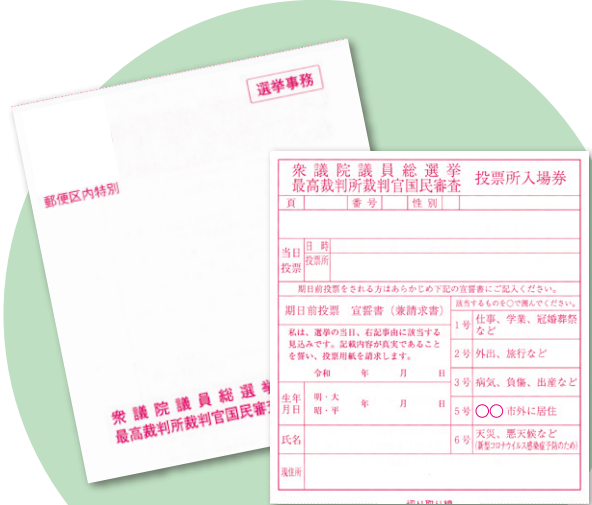 選挙事務
郵便区内特別
衆議院議員総選挙
最高裁判所裁判官国民審査
衆議院議員総選挙
最高裁判所裁判官国民審査
投票所入場券
頁 番号 性別
当日投票
日時
投票所
期日前投票をされる方はあらかじめ下記の宣誓書にご記入ください。
期日前投票 宣誓書(兼請求書)
私は、選挙の当日、右記事由に該当する
見込みです。記載内容が真実であること
を誓い、投票用紙を請求します。
令和 年 月 日
生年月日
明・大
昭・平
年 月 日
氏名
現住所
該当するものを○で囲んでください。
1号 仕事、学業、冠婚葬祭
など
2号 外出、旅行など
3号 病気、負傷、出産など
5号 ○○市外に居住
6号 天災、悪天候など
(新型コロナウイルス感染症予防のため)